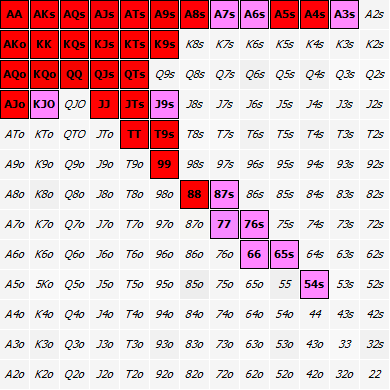 AA AKs AQs AJs ATs A9s A8s A7s A6s A5s A4s A3s A2s
AKo KK KQs KJs KTs K9s K8s K7s K6s K5s K4s K3s K2s
AQo KQo QQ QJs QTs Q9s Q8s Q7s Q6s Q5s Q4s Q3s Q2s
AJo KJO QJO JJ JTs J9s J8s J7s J6s J5s J4s J3s J2s
ATo KTo QTO JTo TT T9s T8s T7s T6s T5s T4s T3s T2s
A9o K9o Q9o J9o T9o 99 98s 97s 96s 95s 94s 93s 92s
A8o K8o Q8o J8o T8o 98o 88 87s 86s 85s 84s 83s 82s
A7o K7o Q7o J7o T7o 97o 87o 77 76s 75s 74s 73s 72s
A6o K6o Q6o J6o T6o 96o 86o 76o 66 65s 64s 63s 62s
A5o 5Ko Q5o J5o T5o 95o 85o 75o 65o 55 54s 53s 52s
A4o K4o Q4o J4o T4o 94o 84o 74o 64o 54o 44 43s 42s
A3o K3o Q3o J3o T3o 93o 83o 73o 63o 53o 43o 33 32s
A2o K2o Q2o J2o T2o 92o 82o 72o 62o 52o 42o 32o 22